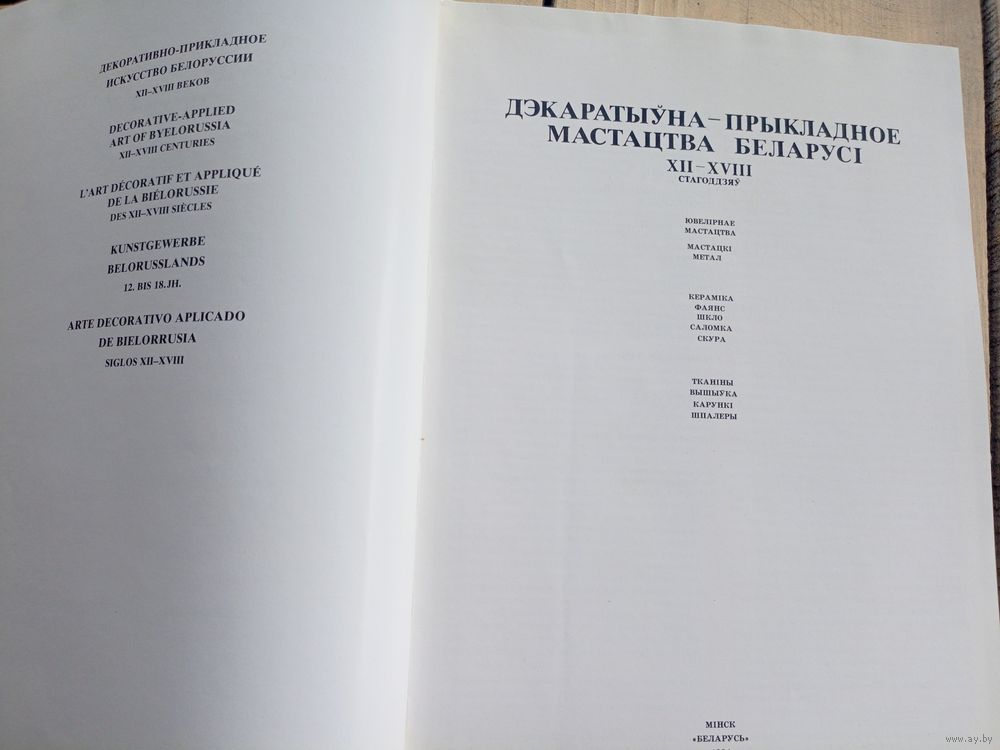 ДЕКОРАТИВНО-ПРИКЛАДНОЕ
ИСКУССТВО БЕЛОРУССИИ
XII–XVIII ВЕКОВ
DECORATIVE-APPLIED
ART OF BYELORUSSIA
XII–XVIII CENTURIES
L'ART DÉCORATIF ET APPLIQUÉ
DE LA BIÉLORUSSIE
DES XII–XVIII SIÈCLES
KUNSTGEWERBE
BELORUSSLANDS
12. BIS 18.JH.
ARTE DECORATIVO APLICADO
DE BIELORRUSIA
SIGLOS XII–XVIII
ДЭКАРАТЫЎНА–ПРЫКЛАДНОЕ
МАСТАЦТВА БЕЛАРУСІ
XII–XVIII
СТАГОДДЗЯЎ
ЮВЕЛІРНАЕ
МАСТАЦТВА
МАСТАЦКІ
МЕТАЛ
КЕРАМІКА
ФАЯНС
ШКЛО
САЛОМКА
СКУРА
ТКАНІНЫ
ВЫШЫЎКА
КАРУНКІ
ШПАЛЕРЫ
МІНСК
«БЕЛАРУСЬ»
www.ay.by